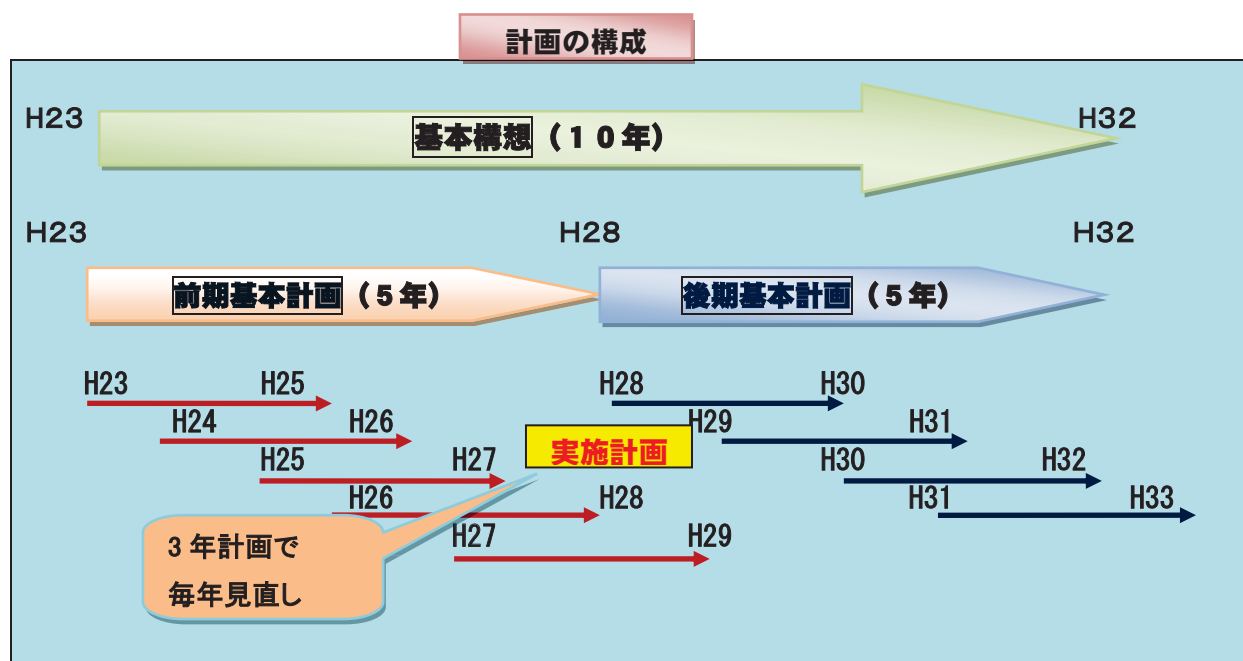 計画の構成
H23
H32
基本構想（１０年）
H23
H28
H32
前期基本計画（５年）
後期基本計画（５年）
H23 H25
H28 H30
H24 H26
H29 H31
実施計画
H25 H27
H30 H32
H26 H28
H31 H33
H27 H29
3 年計画で
毎年見直し